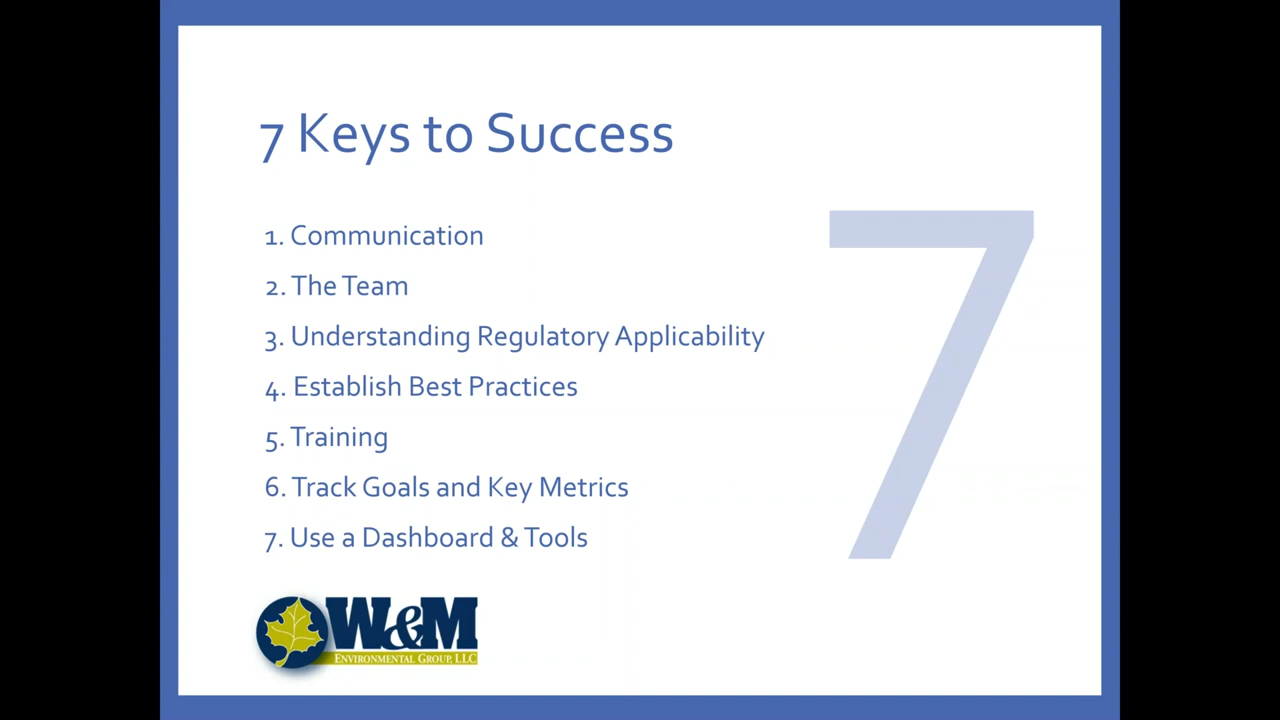 7 Keys to Success
1. Communication
2. The Team
3. Understanding Regulatory Applicability
4. Establish Best Practices
5. Training
6. Track Goals and Key Metrics
7. Use a Dashboard & Tools
7
W&M
ENVIRONMENTAL GROUP, LLC